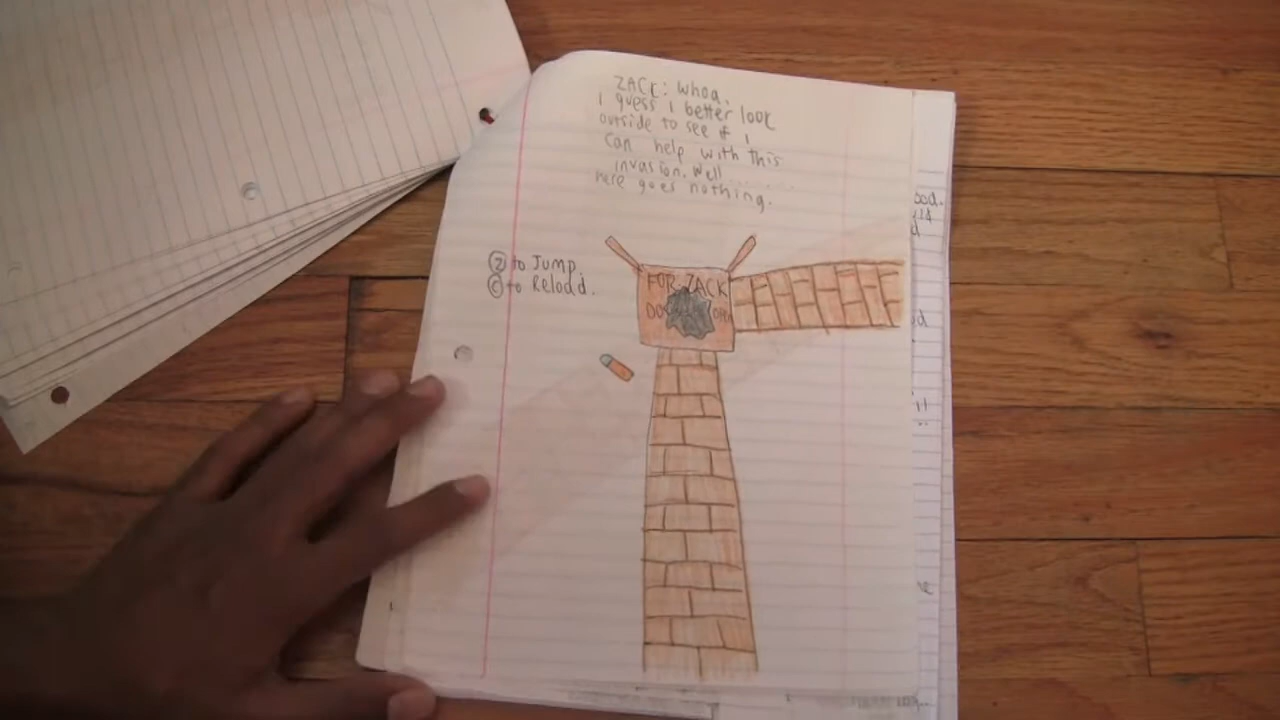 ZACK: Whoa,
I guess I better look
outside to see if I
can help with this
invasion. Well......
here goes nothing.
Z to Jump.
C to Reload.
FOR ZACK
DO